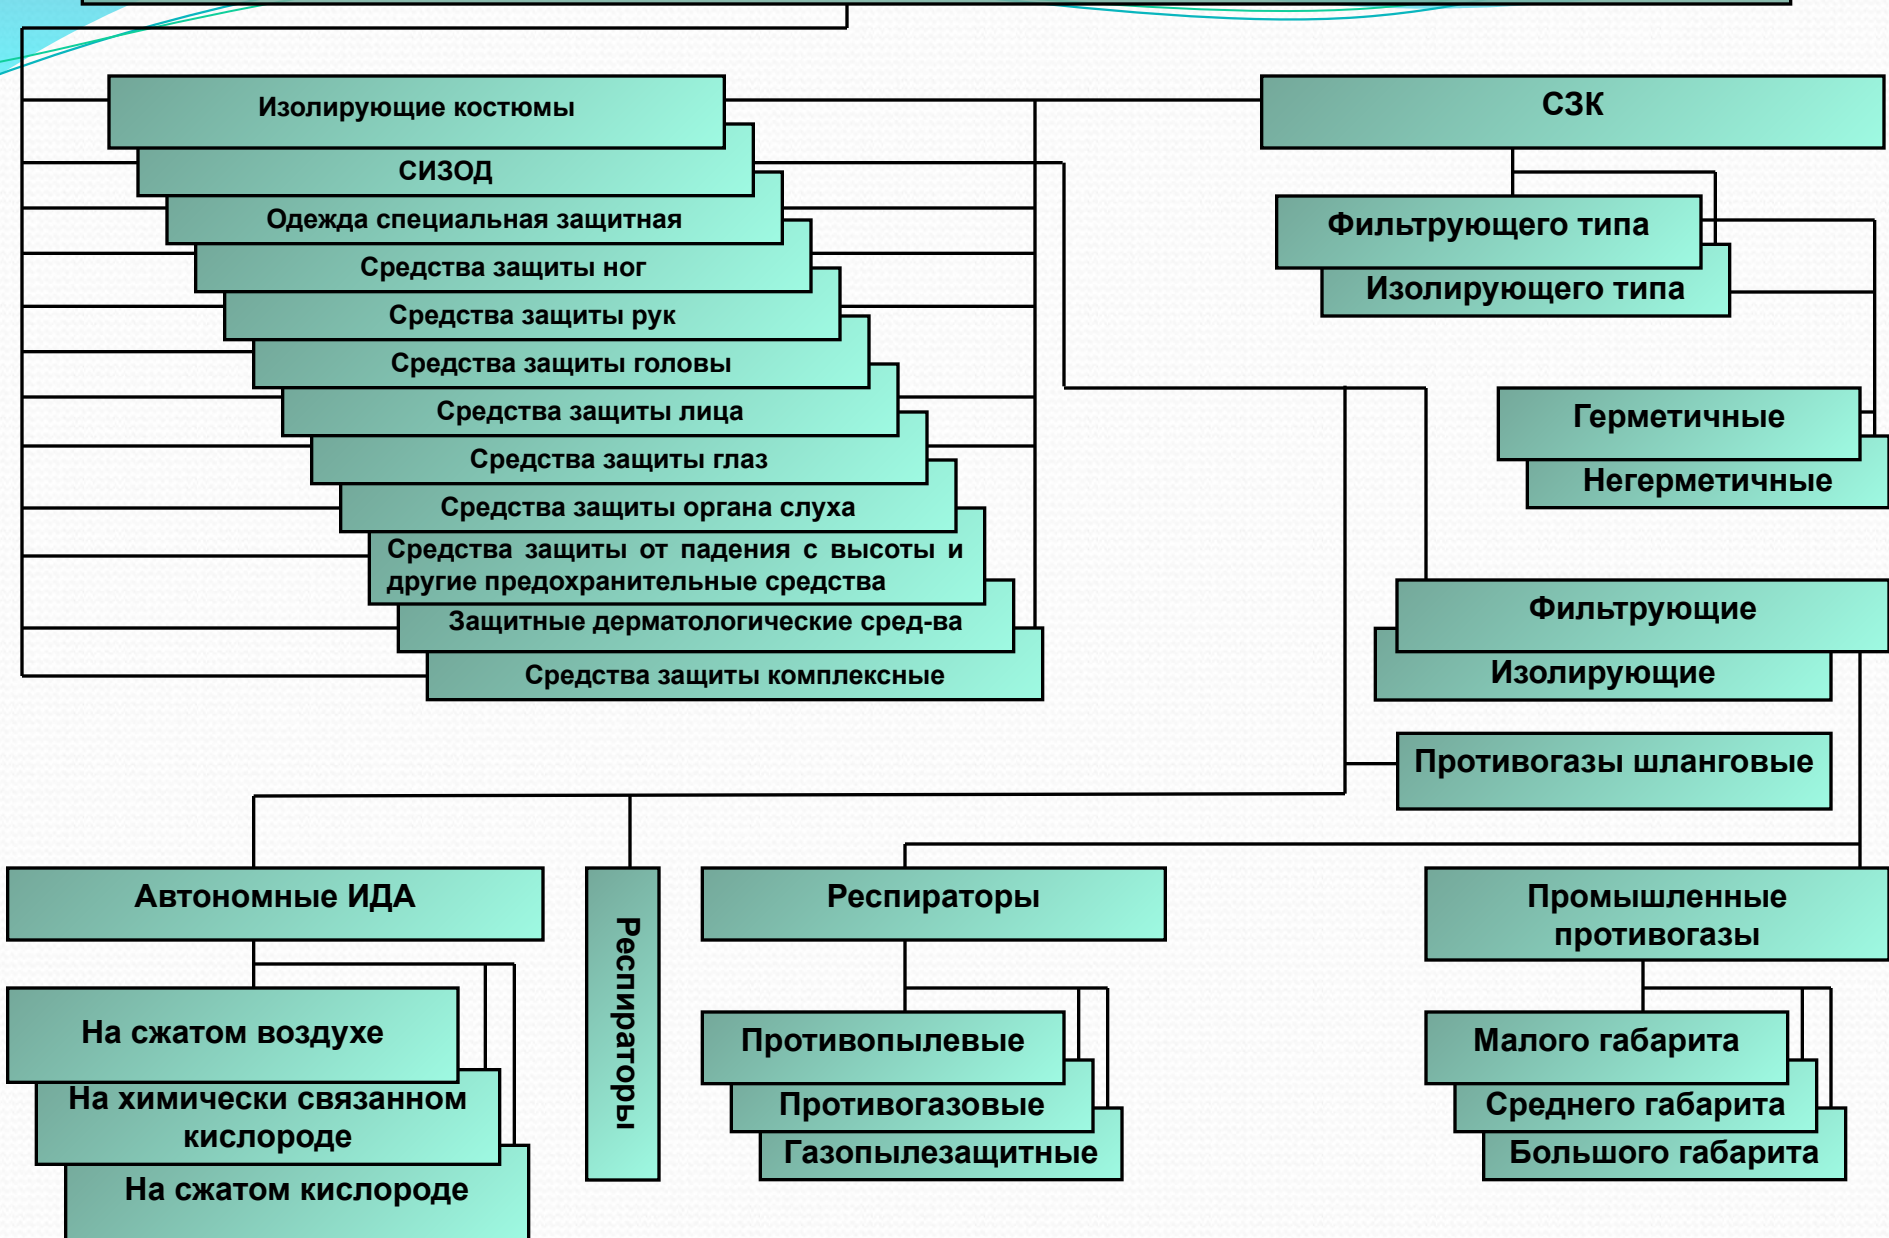 Изолирующие костюмы
СИЗОД
Одежда специальная защитная
Средства защиты ног
Средства защиты рук
Средства защиты головы
Средства защиты лица
Средства защиты глаз
Средства защиты органа слуха
Средства защиты от падения с высоты и
другие предохранительные средства
Защитные дерматологические сред-ва
Средства защиты комплексные
СЗК
Фильтрующего типа
Изолирующего типа
Герметичные
Негерметичные
Фильтрующие
Изолирующие
Противогазы шланговые
Автономные ИДА
На сжатом воздухе
На химически связанном
кислороде
На сжатом кислороде
Респираторы
Респираторы
Противопылевые
Противогазовые
Газопылезащитные
Промышленные
противогазы
Малого габарита
Среднего габарита
Большого габарита